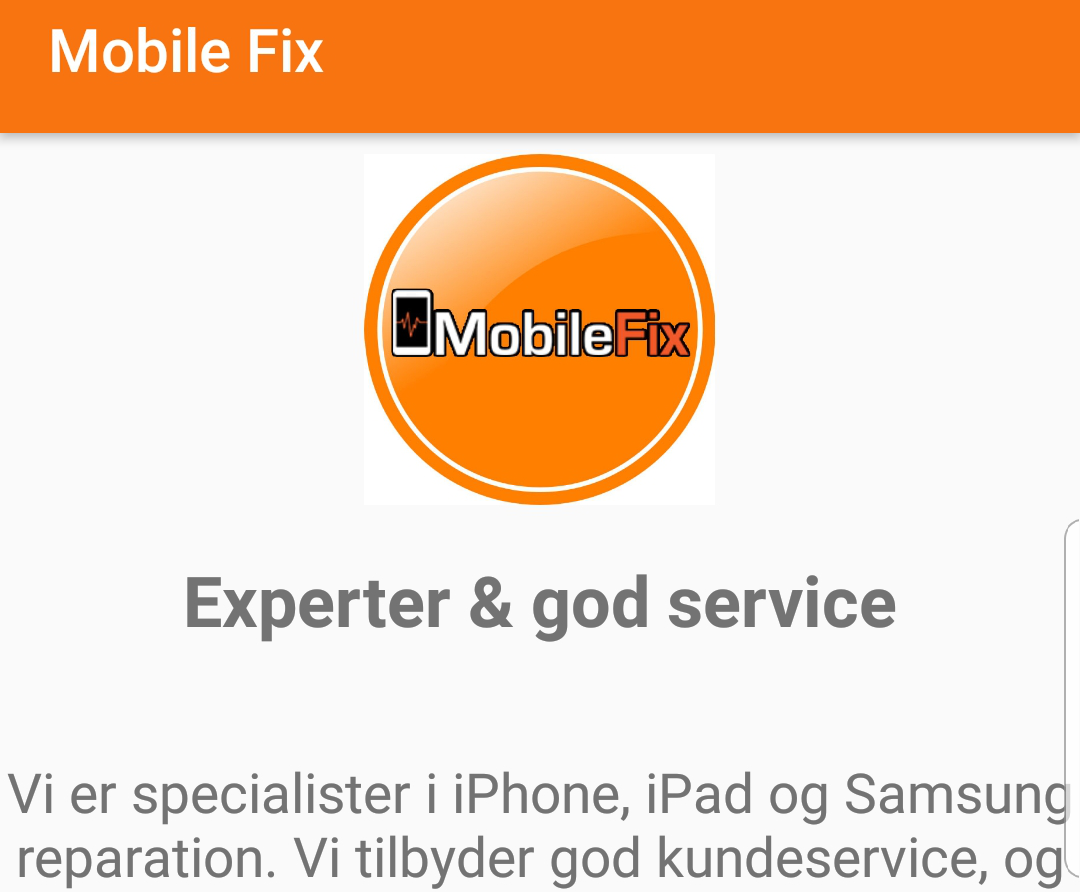 Mobile Fix
MobileFix
Experter & god service
Vi er specialister i iPhone, iPad og Samsung
reparation. Vi tilbyder god kundeservice, og